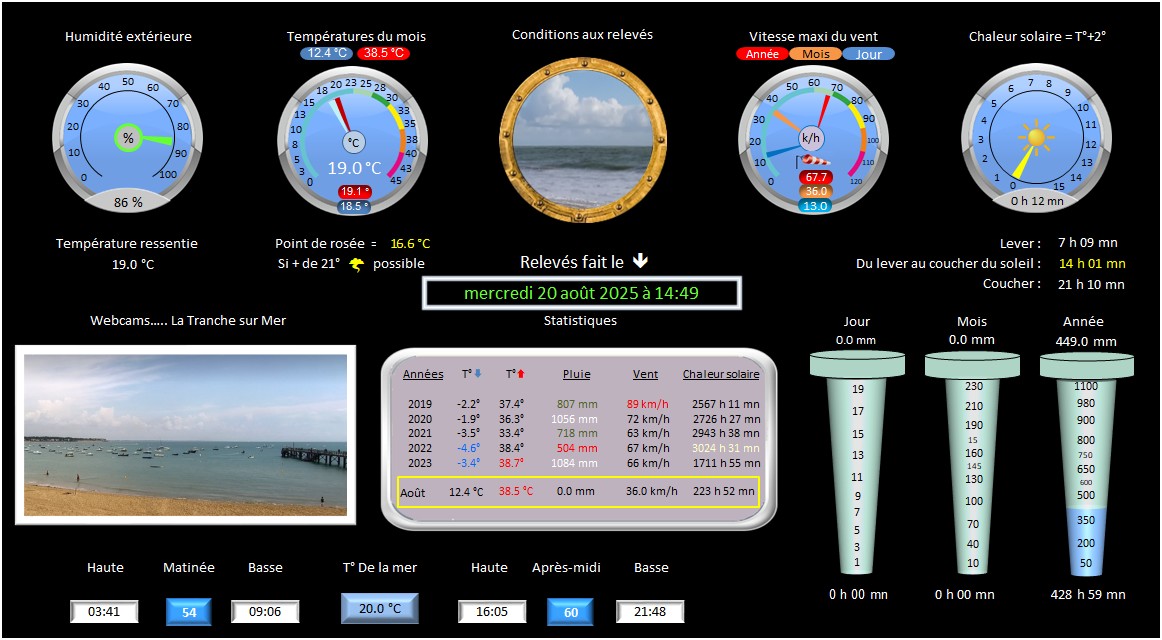 Humidité extérieure
Températures du mois
Conditions aux relevés
Vitesse maxi du vent
Chaleur solaire = T°+2°
12.4 °C 38.5 °C
Année Mois Jour
0 10 20 30 40 50 60 70 80 90 100
%
86 %
0 3 5 8 10 13 15 18 20 23 25 28 30 33 35 38 40 43 45
°C
19.0 °C
19.1 °
18.5 °
0 10 20 30 40 50 60 70 80 90 100 110 120
k/h
67.7
36.0
13.0
0 1 2 3 4 5 6 7 8 9 10 11 12 13 14 15
0 h 12 mn
Température ressentie
19.0 °C
Point de rosée = 16.6 °C
Si + de 21° possible
Relevés fait le
mercredi 20 août 2025 à 14:49
Lever : 7 h 09 mn
Du lever au coucher du soleil : 14 h 01 mn
Coucher : 21 h 10 mn
Webcams..... La Tranche sur Mer
Statistiques
Années T° T° Pluie Vent Chaleur solaire
2019 -2.2° 37.4° 807 mm 89 km/h 2567 h 11 mn
2020 -1.9° 36.3° 1056 mm 72 km/h 2726 h 27 mn
2021 -3.5° 33.4° 718 mm 63 km/h 2943 h 38 mn
2022 -4.6° 38.4° 504 mm 67 km/h 3024 h 31 mn
2023 -3.4° 38.7° 1084 mm 66 km/h 1711 h 55 mn
Août 12.4 °C 38.5 °C 0.0 mm 36.0 km/h 223 h 52 mn
Jour
0.0 mm
19
17
15
13
11
9
7
5
3
1
0 h 00 mn
Mois
0.0 mm
230
210
190
15
160
145
130
100
70
40
10
0 h 00 mn
Année
449.0 mm
1100
980
900
800
750
650
600
500
350
200
50
428 h 59 mn
Haute Matinée Basse T° De la mer Haute Après-midi Basse
03:41 54 09:06 20.0 °C 16:05 60 21:48